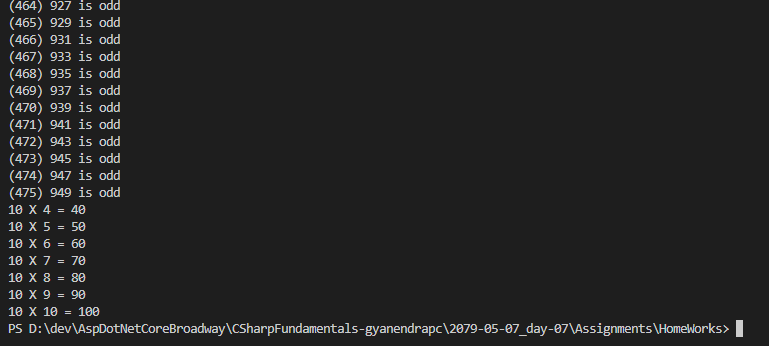 (464) 927 is odd
(465) 929 is odd
(466) 931 is odd
(467) 933 is odd
(468) 935 is odd
(469) 937 is odd
(470) 939 is odd
(471) 941 is odd
(472) 943 is odd
(473) 945 is odd
(474) 947 is odd
(475) 949 is odd
10 X 4 = 40
10 X 5 = 50
10 X 6 = 60
10 X 7 = 70
10 X 8 = 80
10 X 9 = 90
10 X 10 = 100
PS D:\dev\AspDotNetCoreBroadway\CSharpFundamentals-gyanendrapc\2079-05-07_day-07\Assignments\HomeWorks>